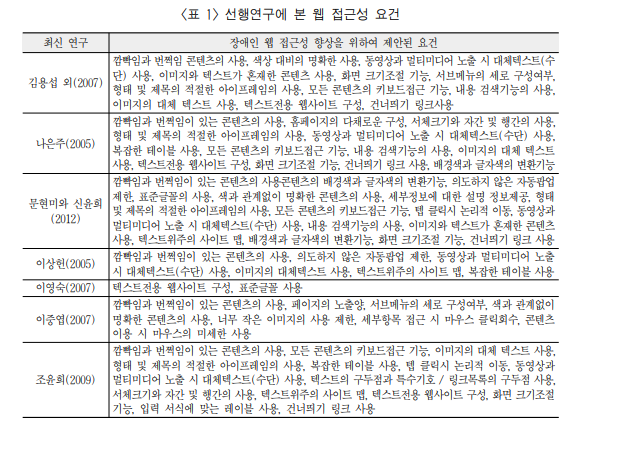 <표 1> 선행연구에 본 웹 접근성 요건
최신 연구
장애인 웹 접근성 향상을 위하여 제안된 요건
김용섭 외(2007)
깜빡임과 번쩍임 콘텐츠의 사용, 색상 대비의 명확한 사용, 동영상과 멀티미디어 노출 시 대체텍스트(수
단) 사용, 이미지와 텍스트가 혼재한 콘텐츠 사용, 화면 크기조절 기능, 서브메뉴의 세로 구성여부,
형태 및 제목의 적절한 아이프레임의 사용, 모든 콘텐츠의 키보드접근 기능, 내용 검색기능의 사용,
이미지의 대체 텍스트 사용, 텍스트전용 웹사이트 구성, 건너띄기 링크사용
나은주(2005)
깜빡임과 번쩍임이 있는 콘텐츠의 사용, 홈페이지의 다채로운 구성, 서체크기와 자간 및 행간의 사용,
형태 및 제목의 적절한 아이프레임의 사용, 동영상과 멀티미디어 노출 시 대체텍스트(수단) 사용,
복잡한 테이블 사용, 모든 콘텐츠의 키보드접근 기능, 내용 검색기능의 사용, 이미지의 대체 텍스트
사용, 텍스트전용 웹사이트 구성, 화면 크기조절 기능, 건너띄기 링크 사용, 배경색과 글자색의 변환기능
문현미와 신윤희
(2012)
깜빡임과 번쩍임이 있는 콘텐츠의 사용콘텐츠의 배경색과 글자색의 변환기능, 의도하지 않은 자동팝업
제한, 표준글꼴의 사용, 색과 관계없이 명확한 콘텐츠의 사용, 세부정보에 대한 설명 정보제공, 형태
및 제목의 적절한 아이프레임의 사용, 모든 콘텐츠의 키보드접근 기능, 탭 클릭시 논리적 이동, 동영상과
멀티미디어 노출 시 대체텍스트(수단) 사용, 내용 검색기능의 사용, 이미지와 텍스트가 혼재한 콘텐츠
사용, 텍스트위주의 사이트 맵, 배경색과 글자색의 변환기능, 화면 크기조절 기능, 건너띄기 링크 사용
이상헌(2005)
깜빡임과 번쩍임이 있는 콘텐츠의 사용, 의도하지 않은 자동팝업 제한, 동영상과 멀티미디어 노출
시 대체텍스트(수단) 사용, 이미지의 대체텍스트 사용, 텍스트위주의 사이트 맵, 복잡한 테이블 사용
이영숙(2007)
텍스트전용 웹사이트 구성, 표준글꼴 사용
이중엽(2007)
깜빡임과 번쩍임이 있는 콘텐츠의 사용, 페이지의 노출양, 서브메뉴의 세로 구성여부, 색과 관계없이
명확한 콘텐츠의 사용, 너무 작은 이미지의 사용 제한, 세부항목 접근 시 마우스 클릭회수, 콘텐츠
이용 시 마우스의 미세한 사용
조윤희(2009)
깜빡임과 번쩍임이 있는 콘텐츠의 사용, 모든 콘텐츠의 키보드접근 기능, 이미지의 대체 텍스트 사용,
형태 및 제목의 적절한 아이프레임의 사용, 복잡한 테이블 사용, 탭 클릭시 논리적 이동, 동영상과
멀티미디어 노출 시 대체텍스트(수단) 사용, 텍스트의 구두점과 특수기호 / 링크목록의 구두점 사용,
서체크기와 자간 및 행간의 사용, 텍스트위주의 사이트 맵, 텍스트전용 웹사이트 구성, 화면 크기조절
기능, 입력 서식에 맞는 레이블 사용, 건너띄기 링크 사용